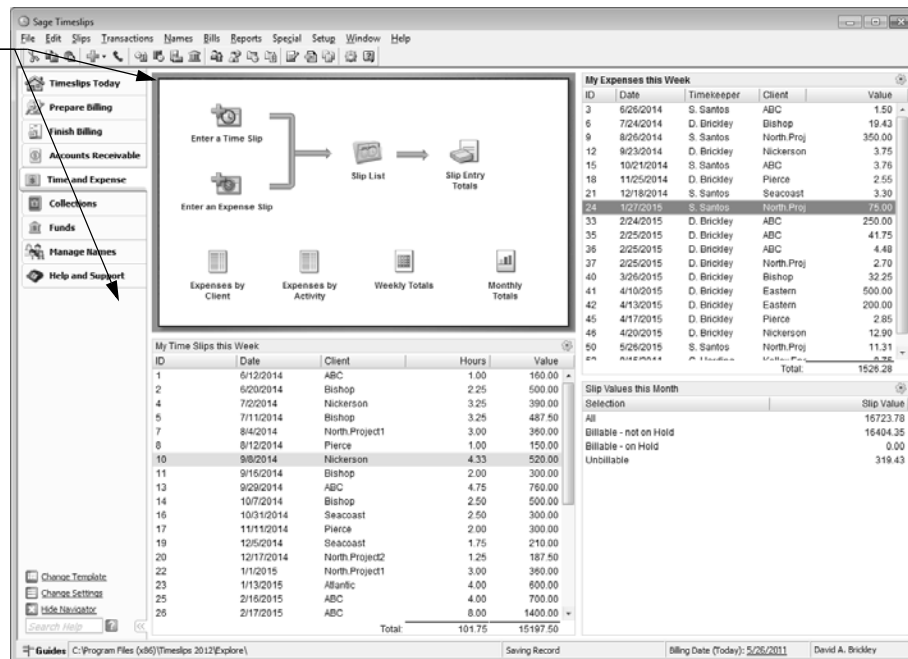 Sage Timeslips
File Edit Slips Transactions Names Bills Reports Special Setup Window Help
Timeslips Today
Prepare Billing
Finish Billing
Accounts Receivable
Time and Expense
Collections
Funds
Manage Names
Help and Support
Change Template
Change Settings
Hide Navigator
Search Help
Enter a Time Slip
Enter an Expense Slip
Slip List
Slip Entry
Totals
Expenses by
Client
Expenses by
Activity
Weekly Totals
Monthly
Totals
My Time Slips this Week
ID Date Client Hours Value
1 6/12/2014 ABC 1.00 160.00
2 6/20/2014 Bishop 2.25 500.00
4 7/2/2014 Nickerson 3.25 390.00
5 7/11/2014 Bishop 3.25 487.50
7 8/4/2014 North.Project1 3.00 360.00
8 8/12/2014 Pierce 1.00 150.00
10 9/8/2014 Nickerson 4.33 520.00
11 9/16/2014 Bishop 2.00 300.00
13 9/29/2014 ABC 4.75 760.00
14 10/7/2014 Bishop 2.50 500.00
16 10/31/2014 Seacoast 2.50 300.00
17 11/11/2014 Pierce 2.00 300.00
19 12/5/2014 Seacoast 1.75 210.00
20 12/17/2014 North.Project2 1.25 187.50
22 1/1/2015 North.Project1 3.00 360.00
23 1/13/2015 Atlantic 4.00 600.00
25 2/16/2015 ABC 4.00 700.00
26 2/17/2015 ABC 8.00 1400.00
Total: 101.75 15197.50
My Expenses this Week
ID Date Timekeeper Client Value
3 6/26/2014 S. Santos ABC 1.50
6 7/24/2014 D. Brickley Bishop 19.43
9 8/26/2014 S. Santos North.Proj 350.00
12 9/23/2014 D. Brickley Nickerson 3.75
15 10/21/2014 S. Santos ABC 3.76
18 11/25/2014 D. Brickley Pierce 2.55
21 12/18/2014 S. Santos Seacoast 3.30
24 1/27/2015 S. Santos North.Proj 75.00
33 2/24/2015 D. Brickley ABC 250.00
35 2/25/2015 D. Brickley ABC 41.75
36 2/25/2015 D. Brickley ABC 4.48
37 2/25/2015 D. Brickley North.Proj 2.70
40 3/26/2015 D. Brickley Bishop 32.25
41 4/10/2015 D. Brickley Eastern 500.00
42 4/13/2015 D. Brickley Eastern 200.00
45 4/17/2015 D. Brickley Pierce 2.85
46 4/20/2015 D. Brickley Nickerson 12.90
50 5/26/2015 S. Santos North.Proj 11.31
Total: 1526.28
Slip Values this Month
Selection Slip Value
All 16723.78
Billable - not on Hold 16404.35
Billable - on Hold 0.00
Unbillable 319.43
Guides C:\Program Files (x86)\Timeslips 2012\Explore\ Saving Record Billing Date (Today): 5/26/2011 David A. Brickley